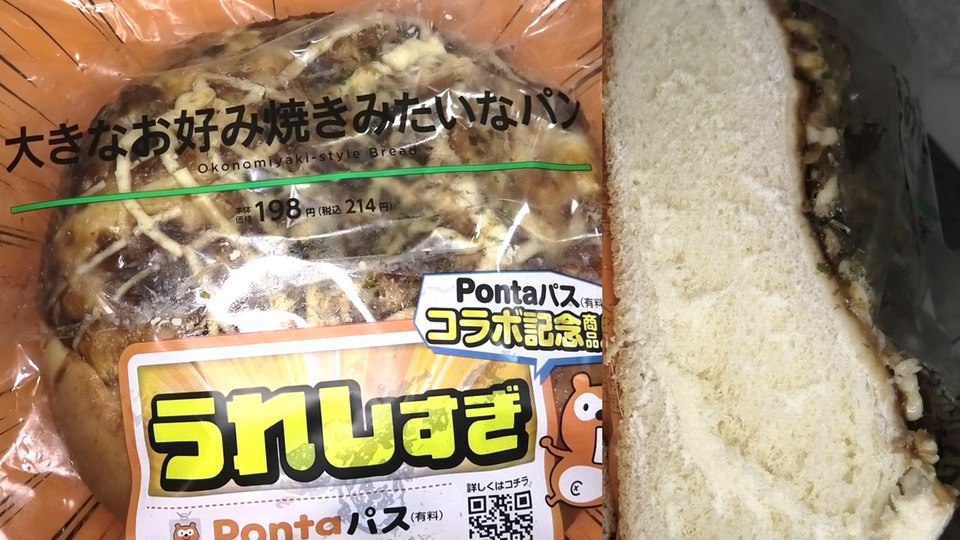 大きなお好み焼きみたいなパン
Okonomiyaki-style Bread
本体価格 198円(税込 214円)
Pontaパス(有料
コラボ記念商品
うれしすぎ
詳しくはコチラ
Pontaパス(有料)